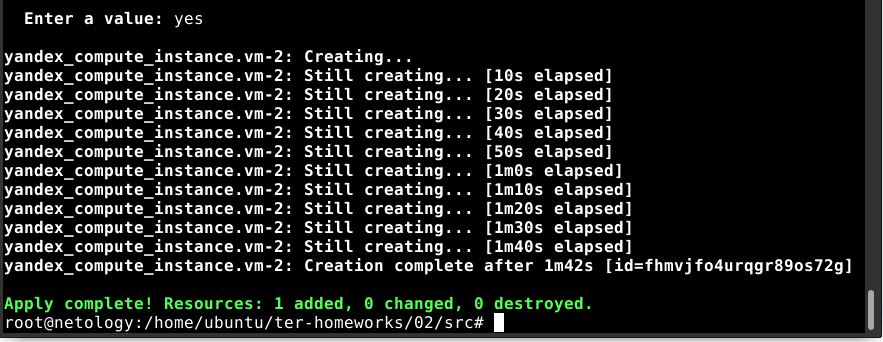 Enter a value: yes
yandex_compute_instance.vm-2: Creating...
yandex_compute_instance.vm-2: Still creating... [10s elapsed]
yandex_compute_instance.vm-2: Still creating... [20s elapsed]
yandex_compute_instance.vm-2: Still creating... [30s elapsed]
yandex_compute_instance.vm-2: Still creating... [40s elapsed]
yandex_compute_instance.vm-2: Still creating... [50s elapsed]
yandex_compute_instance.vm-2: Still creating... [1m0s elapsed]
yandex_compute_instance.vm-2: Still creating... [1m10s elapsed]
yandex_compute_instance.vm-2: Still creating... [1m20s elapsed]
yandex_compute_instance.vm-2: Still creating... [1m30s elapsed]
yandex_compute_instance.vm-2: Still creating... [1m40s elapsed]
yandex_compute_instance.vm-2: Creation complete after 1m42s [id=fhmvjfo4urqgr89os72g]
Apply complete! Resources: 1 added, 0 changed, 0 destroyed.
root@netology:/home/ubuntu/ter-homeworks/02/src#